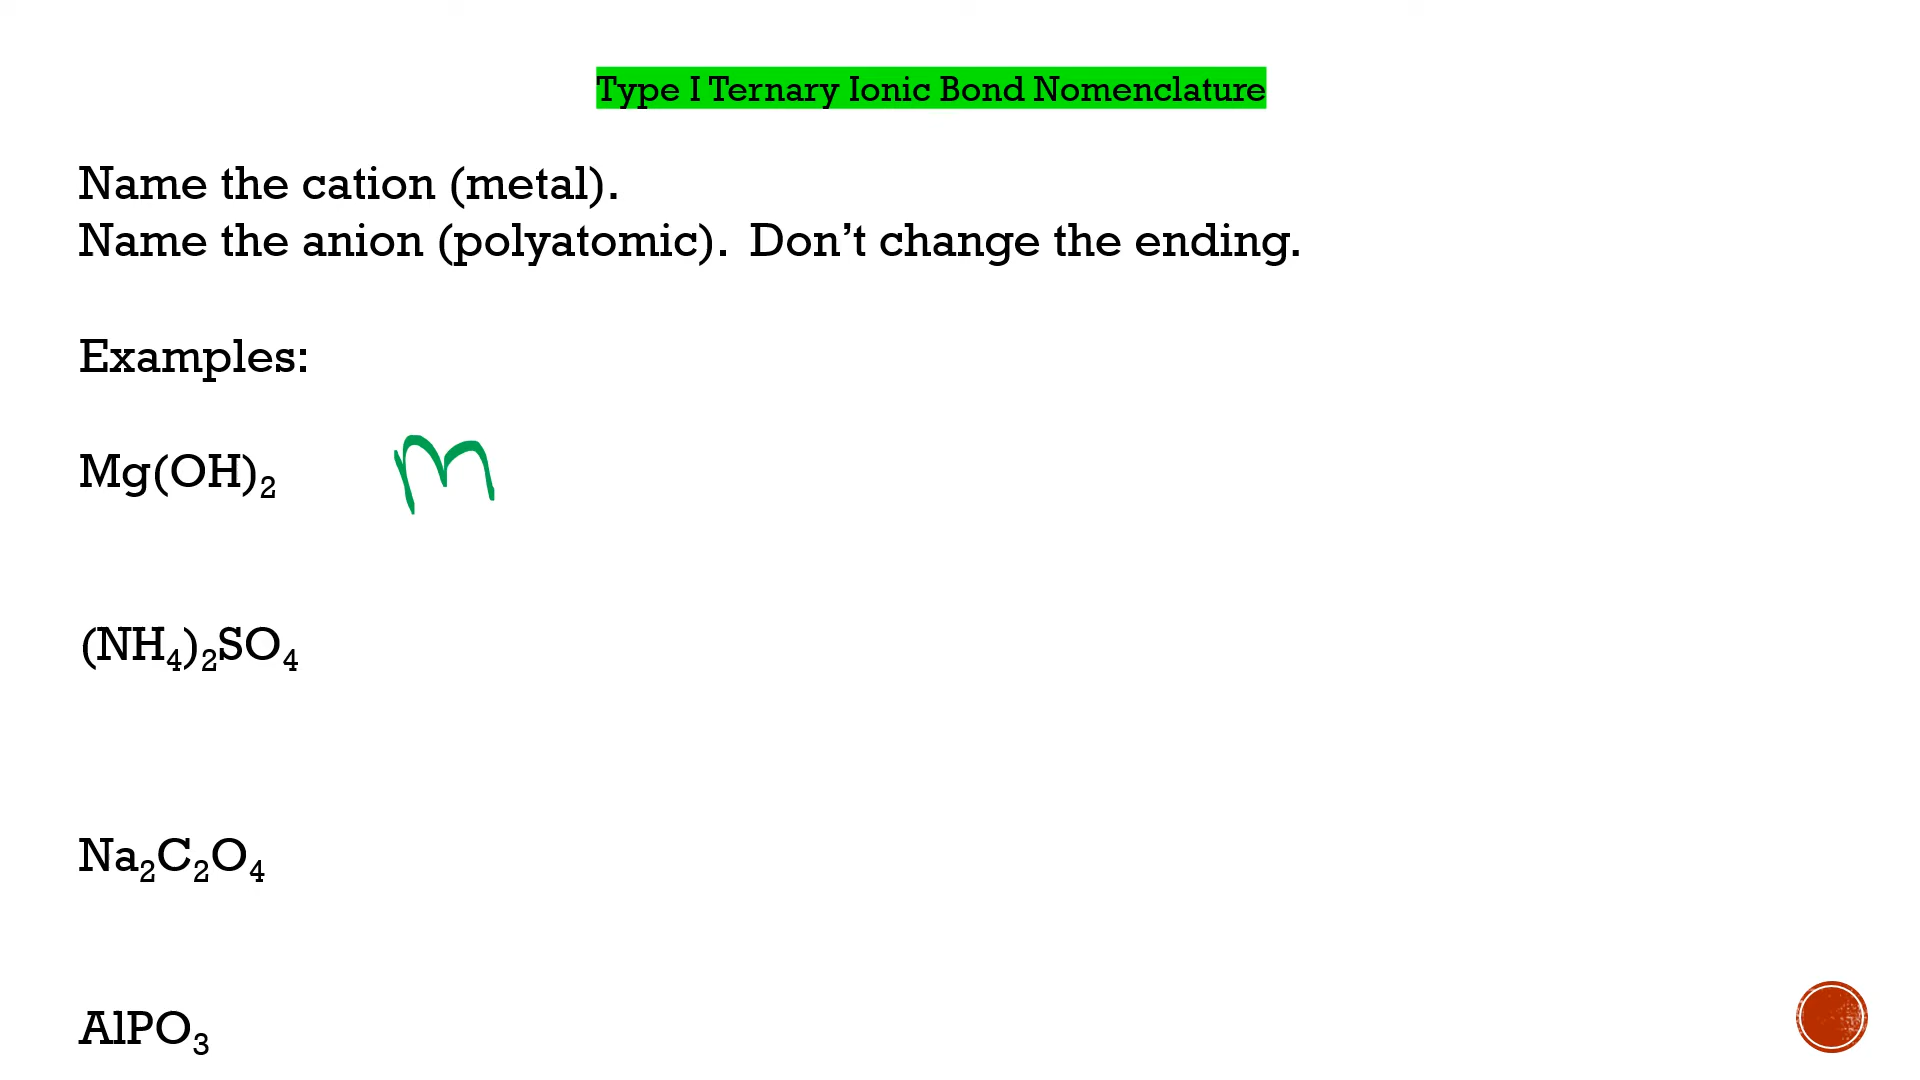 Type I Ternary Ionic Bond Nomenclature
Name the cation (metal).
Name the anion (polyatomic).  Don’t change the ending.
Examples:
Mg(OH)₂ m
(NH₄)₂SO₄
Na₂C₂O₄
AlPO₃